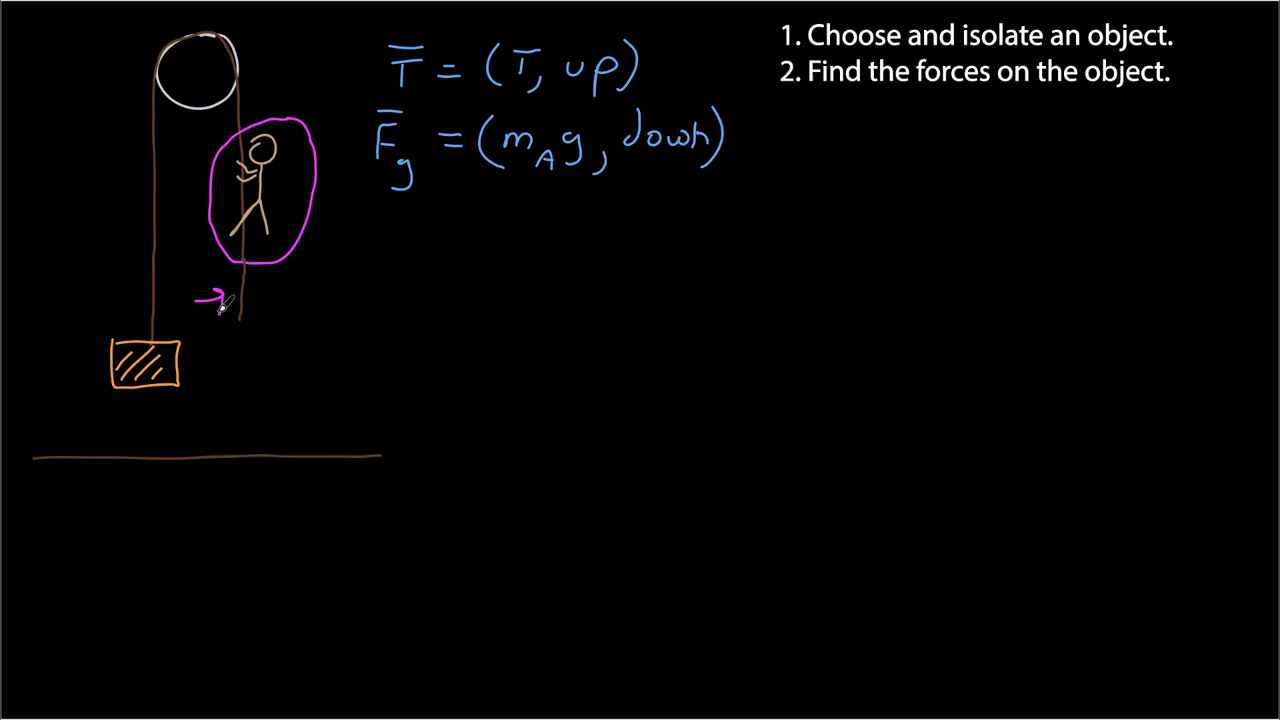 1. Choose and isolate an object.
2. Find the forces on the object.
T̅ = (T, up)
F̅g = (mAg, down)